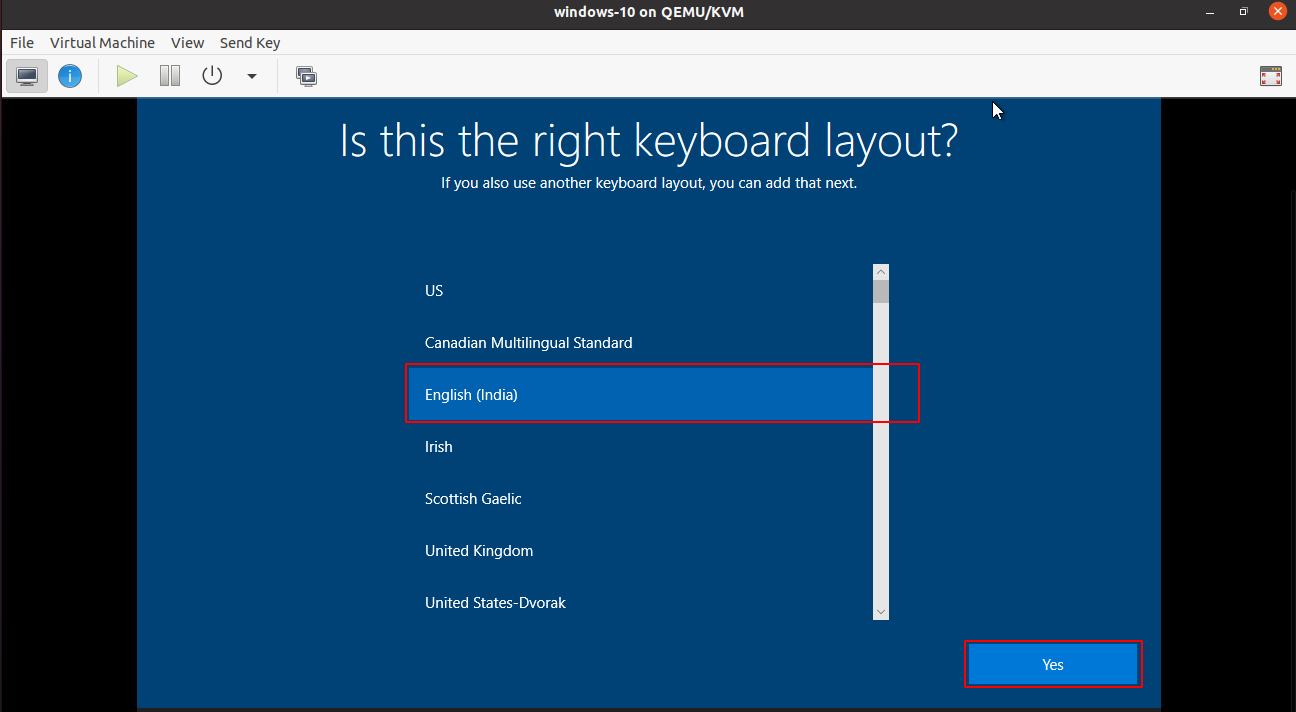 windows-10 on QEMU/KVM
File Virtual Machine View Send Key
Is this the right keyboard layout?
If you also use another keyboard layout, you can add that next.
US
Canadian Multilingual Standard
English (India)
Irish
Scottish Gaelic
United Kingdom
United States-Dvorak
Yes